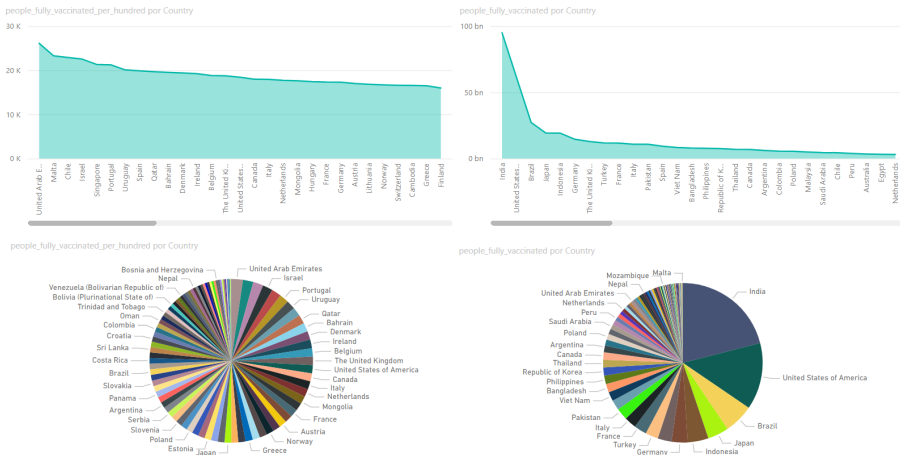 people_fully_vaccinated_per_hundred por Country
30 K
20 K
10 K
0 K
United Arab E...
Malta
Chile
Israel
Singapore
Portugal
Uruguay
Spain
Qatar
Bahrain
Denmark
Ireland
Belgium
The United Ki...
United States...
Canada
Italy
Netherlands
Mongolia
Hungary
France
Germany
Austria
Lithuania
Norway
Switzerland
Cambodia
Greece
Finland
people_fully_vaccinated por Country
100 bn
50 bn
0 bn
India
United States...
Brazil
Japan
Indonesia
Germany
The United Ki...
Turkey
France
Italy
Pakistan
Spain
Viet Nam
Bangladesh
Philippines
Republic of K...
Thailand
Canada
Argentina
Colombia
Poland
Malaysia
Saudi Arabia
Chile
Peru
Australia
Egypt
Netherlands
people_fully_vaccinated_per_hundred por Country
Bosnia and Herzegovina
Nepal
Venezuela (Bolivarian Republic of)
Bolivia (Plurinational State of)
Trinidad and Tobago
Oman
Colombia
Croatia
Sri Lanka
Costa Rica
Brazil
Slovakia
Panama
Argentina
Serbia
Slovenia
Poland
Estonia
Japan
United Arab Emirates
Israel
Portugal
Uruguay
Qatar
Bahrain
Denmark
Ireland
Belgium
The United Kingdom
United States of America
Canada
Italy
Netherlands
Mongolia
France
Austria
Norway
Greece
people_fully_vaccinated por Country
Malta
Mozambique
Nepal
United Arab Emirates
Netherlands
Peru
Saudi Arabia
Poland
Argentina
Canada
Thailand
Republic of Korea
Philippines
Bangladesh
Viet Nam
Pakistan
Italy
France
Turkey
Germany
India
United States of America
Brazil
Japan
Indonesia